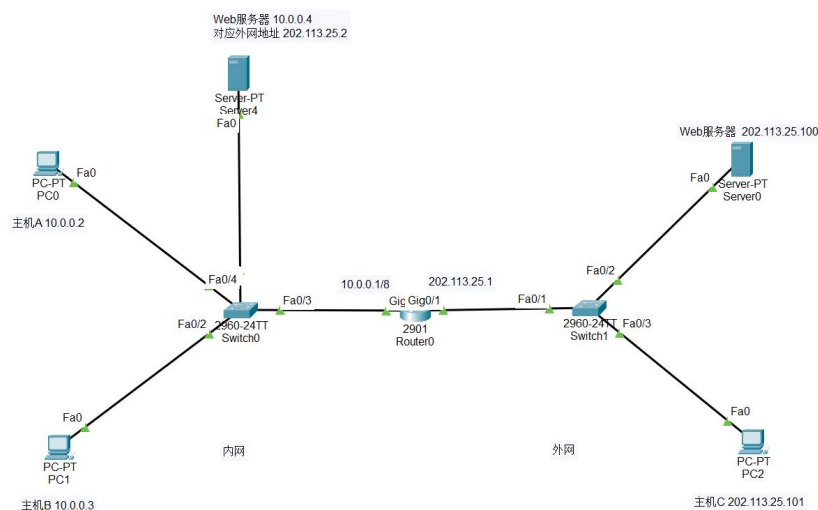 Web服务器 10.0.0.4
对应外网地址 202.113.25.2
Server-PT
Server4
Fa0
Web服务器 202.113.25.100
Fa0
Server-PT
Server0
Fa0
PC-PT
PC0
主机A 10.0.0.2
Fa0/4
10.0.0.1/8
202.113.25.1
Fa0/2
Fa0/3
Gig
Gig0/1
Fa0/1
Fa0/2
2960-24TT
Switch0
2901
Router0
2960-24TT
Switch1
Fa0/3
Fa0
PC-PT
PC1
主机B 10.0.0.3
内网
外网
Fa0
PC-PT
PC2
主机C 202.113.25.101